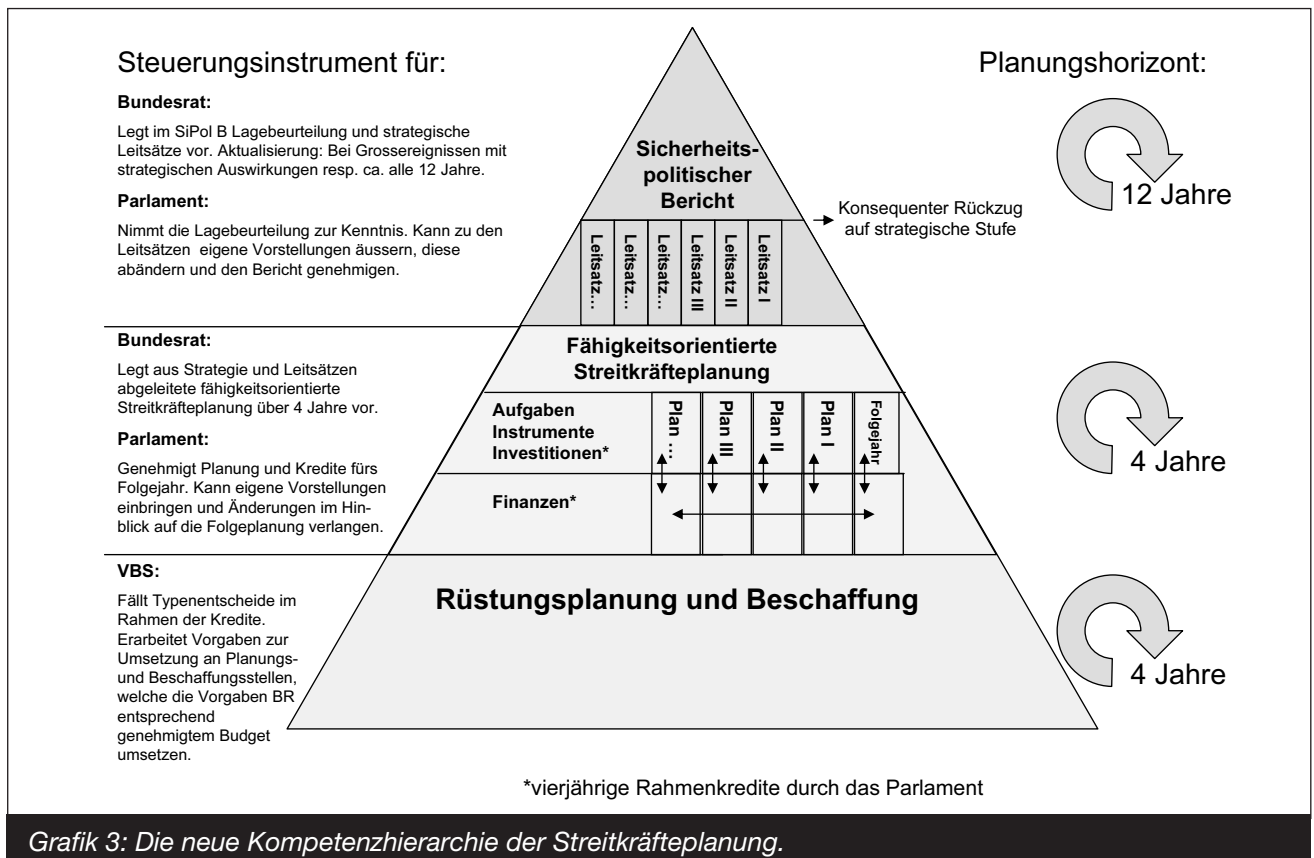 Steuerungsinstrument für:
Bundesrat:
Legt im SiPol B Lagebeurteilung und strategische
Leitsätze vor. Aktualisierung: Bei Grossereignissen mit
strategischen Auswirkungen resp. ca. alle 12 Jahre.
Parlament:
Nimmt die Lagebeurteilung zur Kenntnis. Kann zu den
Leitsätzen eigene Vorstellungen äussern, diese
abändern und den Bericht genehmigen.
Sicherheits-
politischer
Bericht
Leitsatz…
Leitsatz…
Leitsatz…
Leitsatz III
Leitsatz II
Leitsatz I
Konsequenter Rückzug
auf strategische Stufe
Planungshorizont:
12 Jahre
Bundesrat:
Legt aus Strategie und Leitsätzen
abgeleitete fähigkeitsorientierte
Streitkräfteplanung über 4 Jahre vor.
Parlament:
Genehmigt Planung und Kredite fürs
Folgejahr. Kann eigene Vorstellungen
einbringen und Änderungen im Hin-
blick auf die Folgeplanung verlangen.
Fähigkeitsorientierte
Streitkräfteplanung
Aufgaben
Instrumente
Investitionen*
Plan …
Plan III
Plan II
Plan I
Folgejahr
Finanzen*
4 Jahre
VBS:
Fällt Typenentscheide im
Rahmen der Kredite.
Erarbeitet Vorgaben zur
Umsetzung an Planungs-
und Beschaffungsstellen,
welche die Vorgaben BR
entsprechend
genehmigtem Budget
umsetzen.
Rüstungsplanung und Beschaffung
4 Jahre
*vierjährige Rahmenkredite durch das Parlament
Grafik 3: Die neue Kompetenzhierarchie der Streitkräfteplanung.